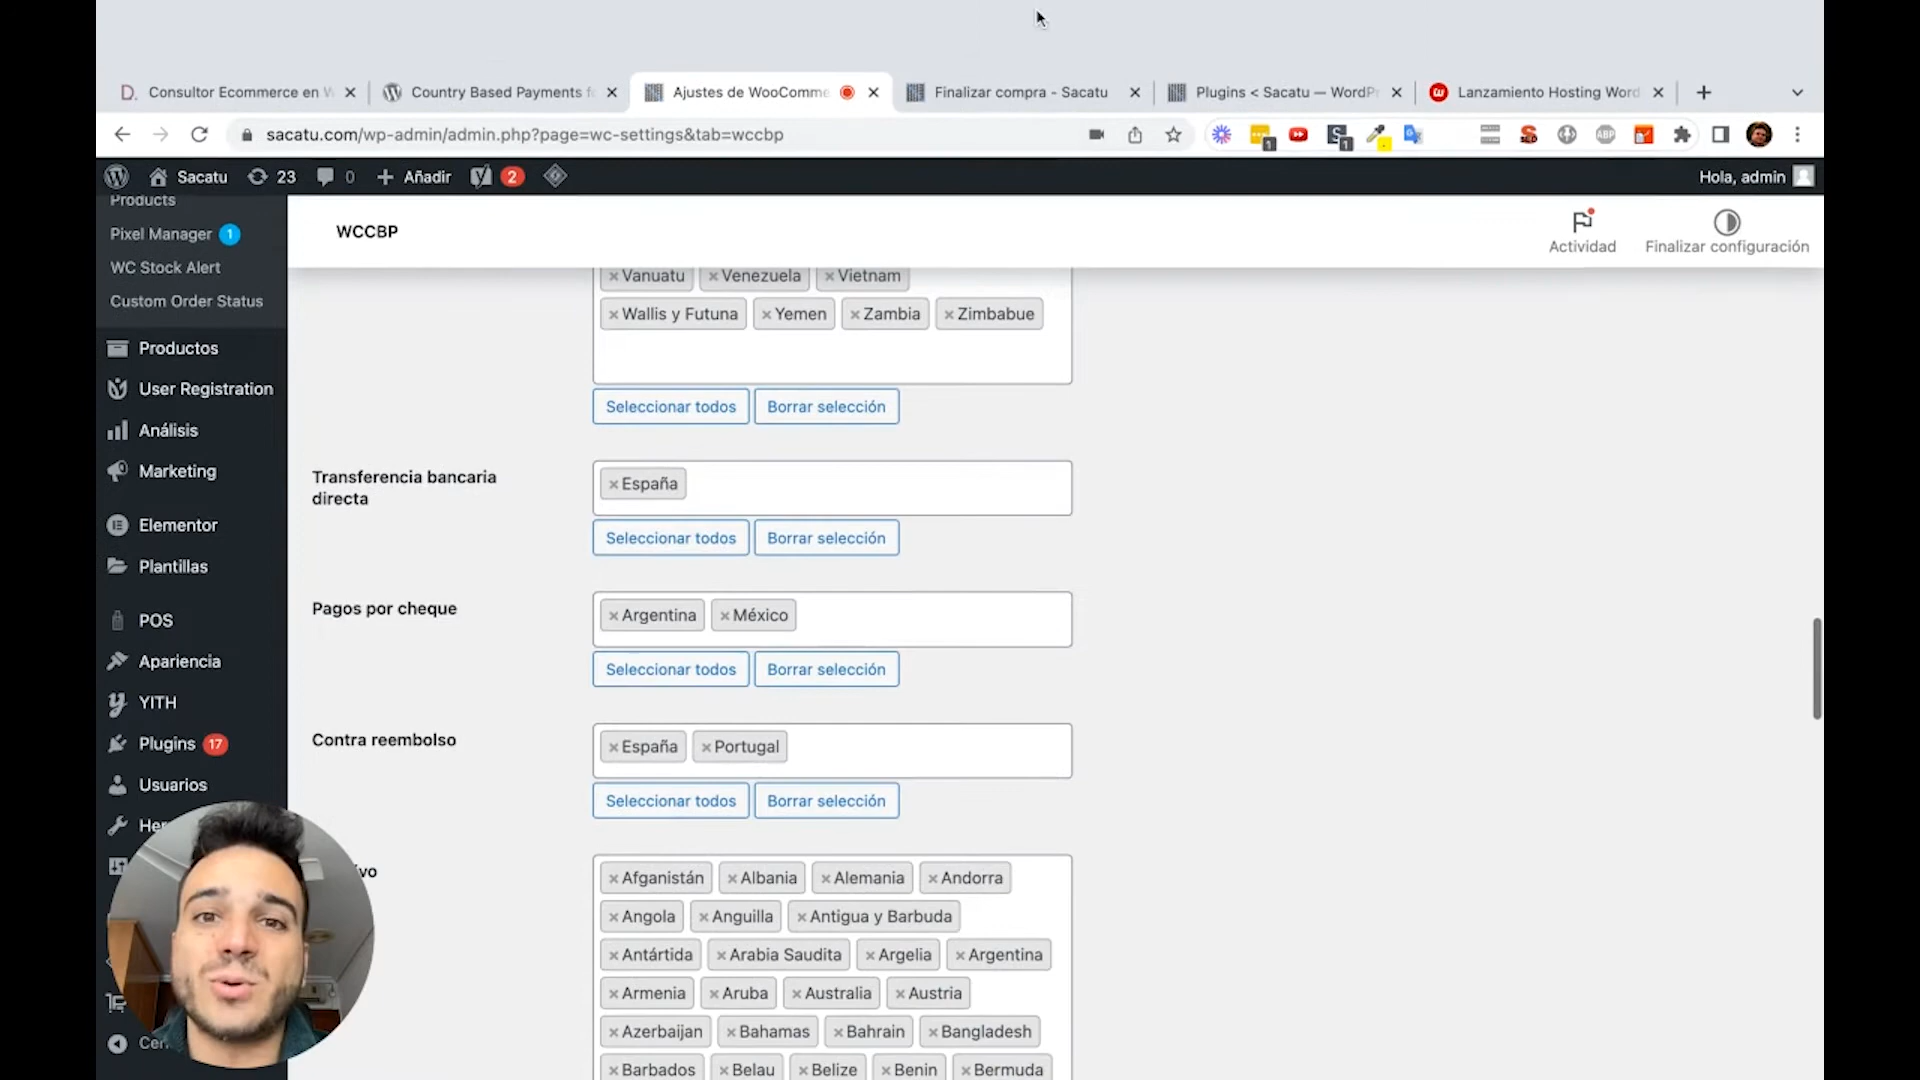 Consultor Ecommerce en W
Country Based Payments f
Ajustes de WooComme
Finalizar compra - Sacatu
Plugins < Sacatu — WordPr
Lanzamiento Hosting Word
sacatu.com/wp-admin/admin.php?page=wc-settings&tab=wccbp
Sacatu 23 0 Añadir 2
Hola, admin
Products
Pixel Manager 1
WC Stock Alert
Custom Order Status
Productos
User Registration
Análisis
Marketing
Elementor
Plantillas
POS
Apariencia
YITH
Plugins 17
Usuarios
Her
Cer
WCCBP
Actividad
Finalizar configuración
Vanuatu Venezuela Vietnam
Wallis y Futuna Yemen Zambia Zimbabue
Seleccionar todos Borrar selección
Transferencia bancaria
directa
España
Seleccionar todos Borrar selección
Pagos por cheque
Argentina México
Seleccionar todos Borrar selección
Contra reembolso
España Portugal
Seleccionar todos Borrar selección
vo
Afganistán Albania Alemania Andorra
Angola Anguilla Antigua y Barbuda
Antártida Arabia Saudita Argelia Argentina
Armenia Aruba Australia Austria
Azerbaijan Bahamas Bahrain Bangladesh
Barbados Belau Belize Benin Bermuda